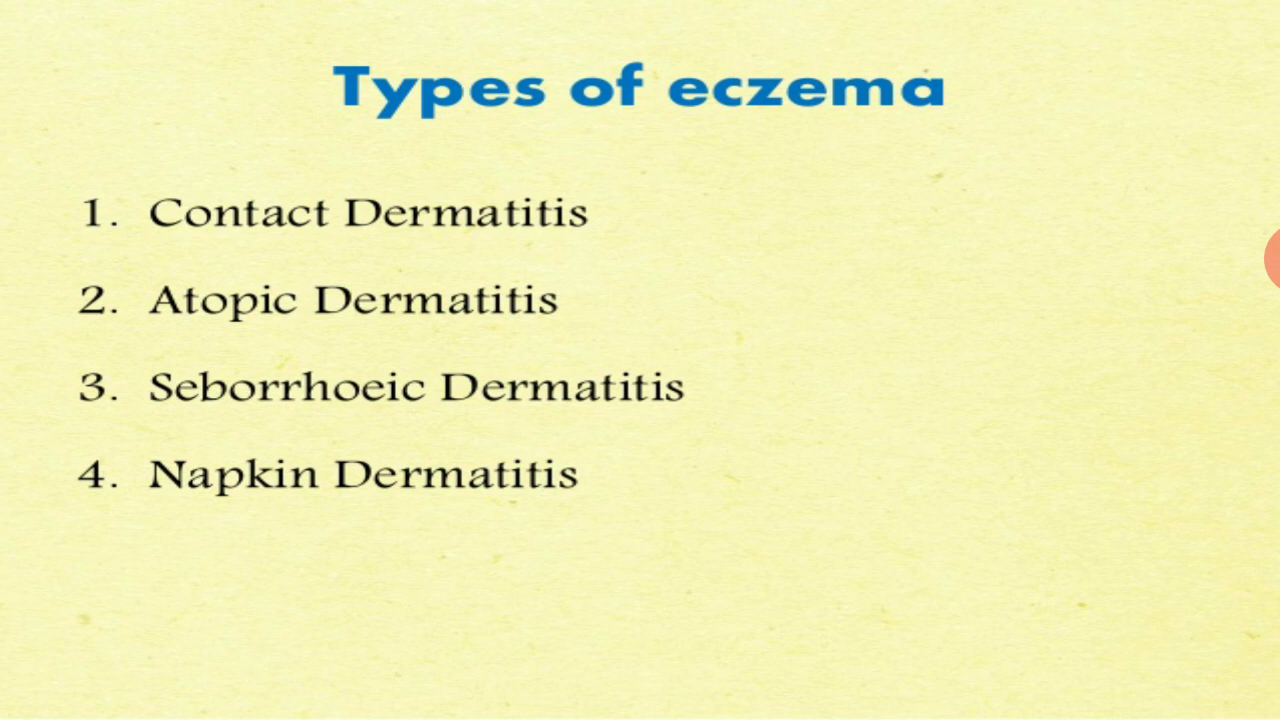 Types of eczema
1. Contact Dermatitis
2. Atopic Dermatitis
3. Seborrhoeic Dermatitis
4. Napkin Dermatitis